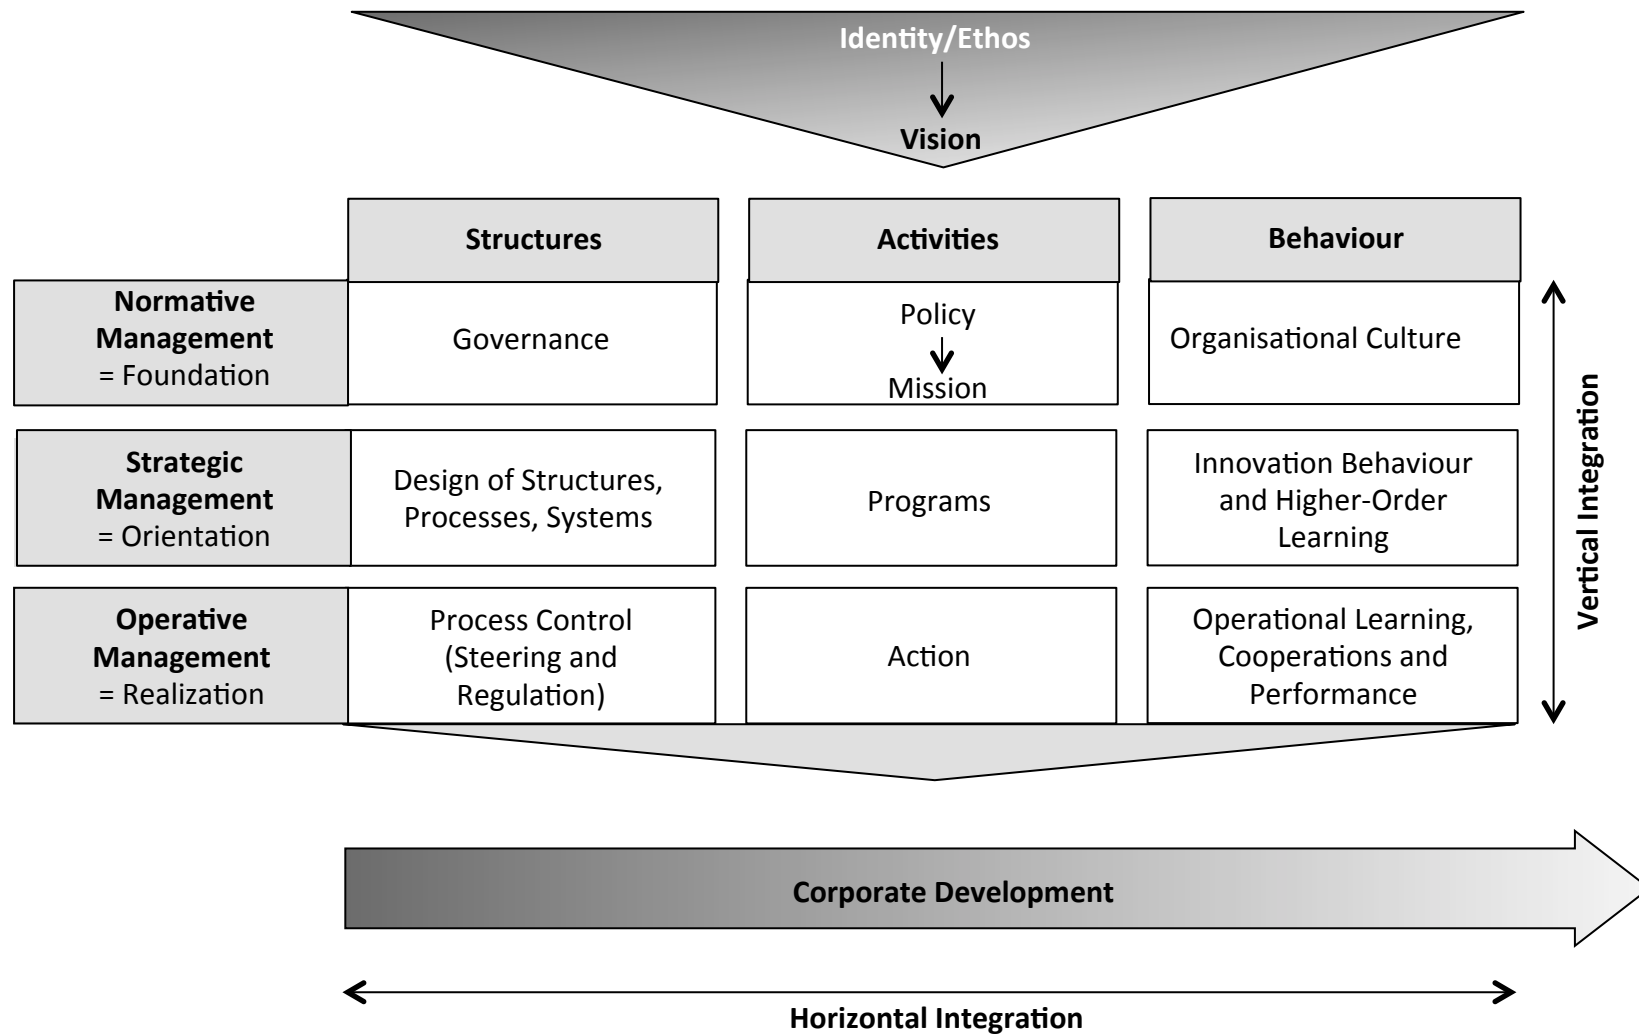 Identity/Ethos
Vision
Structures
Activities
Behaviour
Normative
Management
= Foundation
Governance
Policy
Mission
Organisational Culture
Strategic
Management
= Orientation
Design of Structures,
Processes, Systems
Programs
Innovation Behaviour
and Higher-Order
Learning
Operative
Management
= Realization
Process Control
(Steering and
Regulation)
Action
Operational Learning,
Cooperations and
Performance
Vertical Integration
Corporate Development
Horizontal Integration